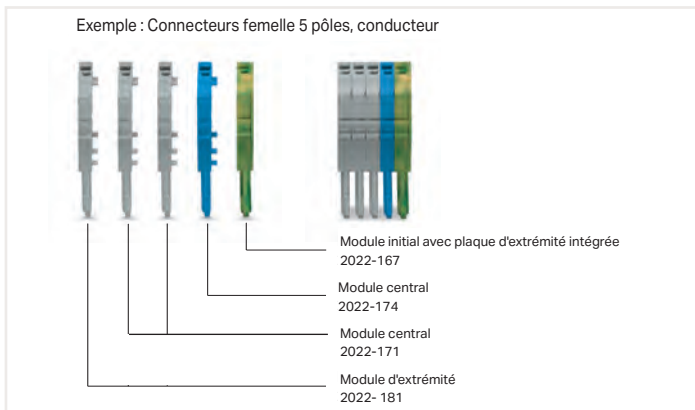 Exemple : Connecteurs femelle 5 pôles, conducteur
Module initial avec plaque d'extrémité intégrée
2022-167
Module central
2022-174
Module central
2022-171
Module d'extrémité
2022- 181